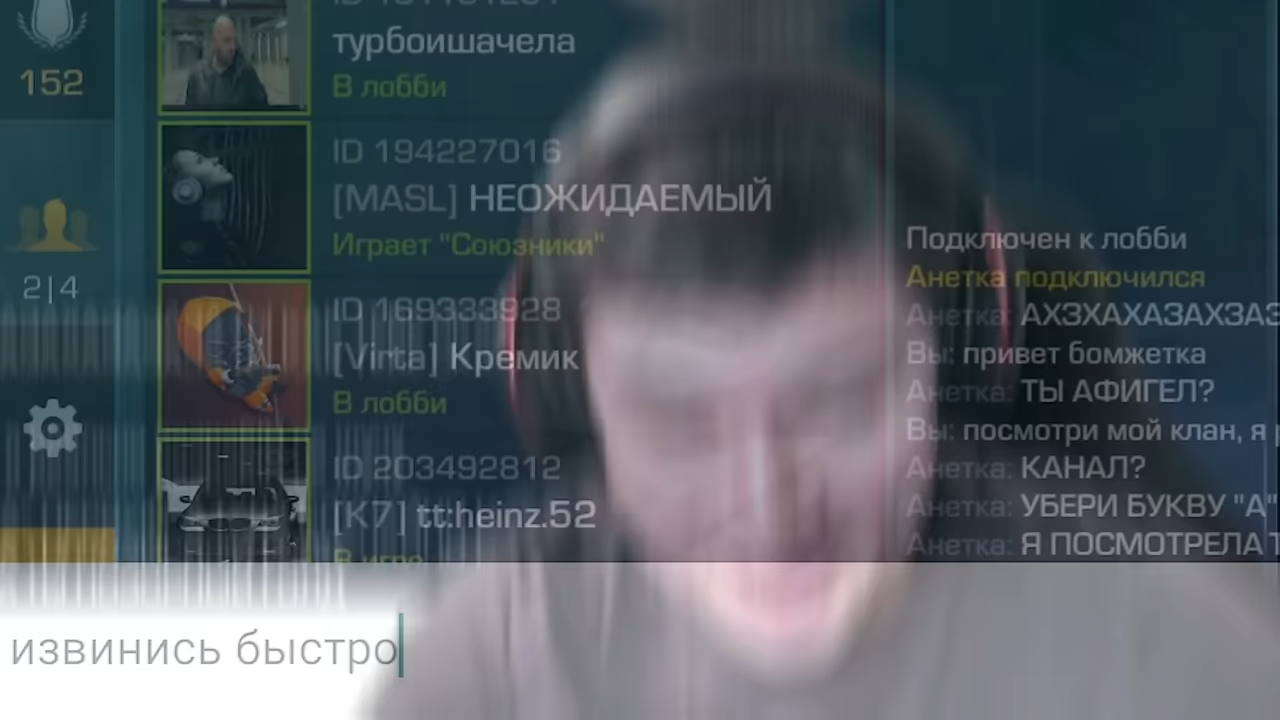 152
турбоишачела
В лобби
ID 194227016
[MASL] НЕОЖИДАЕМЫЙ
Играет "Союзники"
2|4
ID 169333928
[Virta] Кремик
В лобби
ID 203492812
[K7] tt:heinz.52
В игре
Подключен к лобби
Анетка подключился
Анетка: АХЗХАХАЗАХЗАЗ
Вы: привет бомжетка
Анетка: ТЫ АФИГЕЛ?
Вы: посмотри мой клан, я
Анетка: КАНАЛ?
Анетка: УБЕРИ БУКВУ "А"
Анетка: Я ПОСМОТРЕЛА
извинись быстро